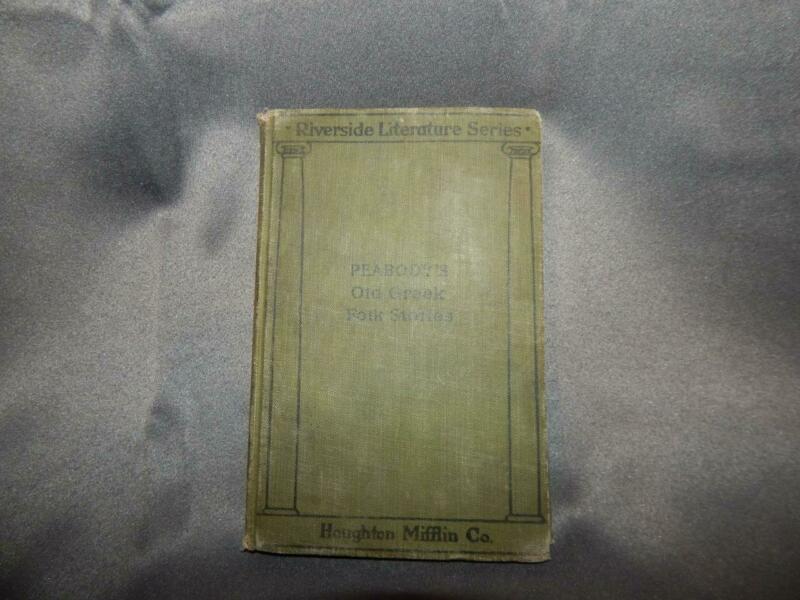 · Riverside Literature Series ·
PEABODY'S
Old Greek
Folk Stories
Houghton Mifflin Co.